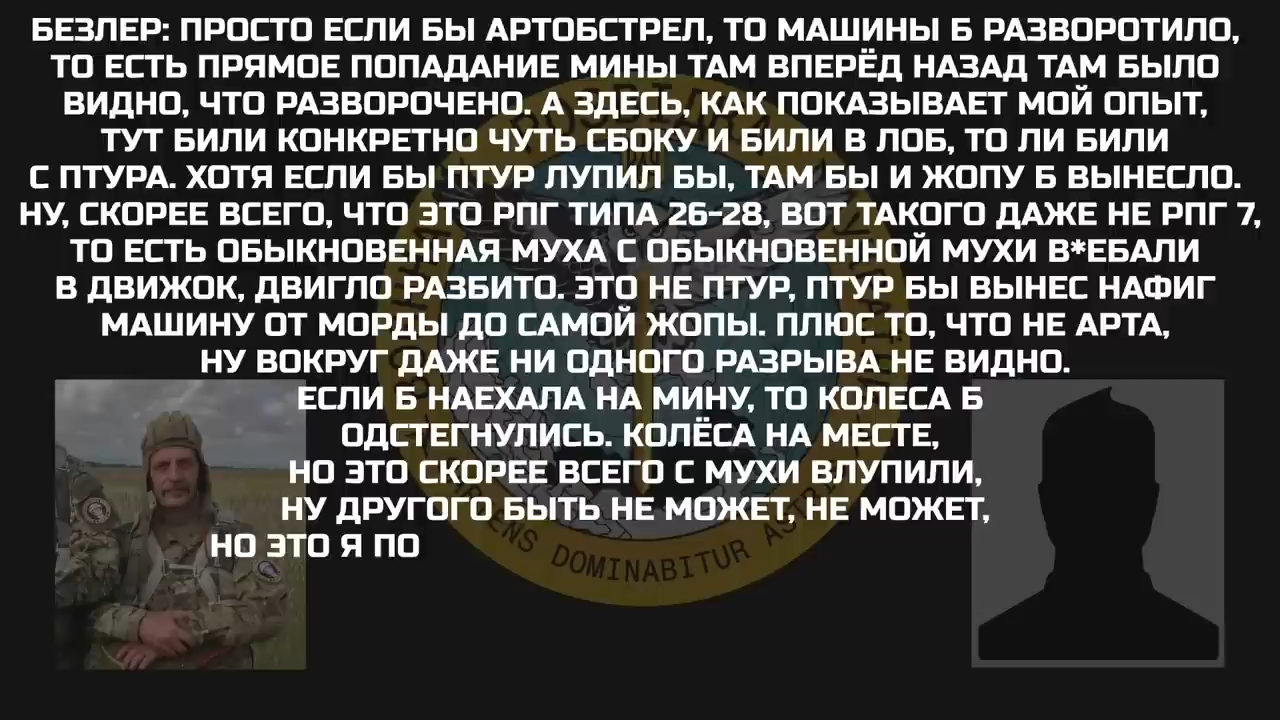 БЕЗЛЕР: ПРОСТО ЕСЛИ БЫ АРТОБСТРЕЛ, ТО МАШИНЫ Б РАЗВОРОТИЛО,
ТО ЕСТЬ ПРЯМОЕ ПОПАДАНИЕ МИНЫ ТАМ ВПЕРЁД НАЗАД ТАМ БЫЛО
ВИДНО, ЧТО РАЗВОРОЧЕНО. А ЗДЕСЬ, КАК ПОКАЗЫВАЕТ МОЙ ОПЫТ,
ТУТ БИЛИ КОНКРЕТНО ЧУТЬ СБОКУ И БИЛИ В ЛОБ, ТО ЛИ БИЛИ
С ПТУРА. ХОТЯ ЕСЛИ БЫ ПТУР ЛУПИЛ БЫ, ТАМ БЫ И ЖОПУ Б ВЫНЕСЛО.
НУ, СКОРЕЕ ВСЕГО, ЧТО ЭТО РПГ ТИПА 26-28, ВОТ ТАКОГО ДАЖЕ НЕ РПГ 7,
ТО ЕСТЬ ОБЫКНОВЕННАЯ МУХА С ОБЫКНОВЕННОЙ МУХИ В*ЕБАЛИ
В ДВИЖОК, ДВИГЛО РАЗБИТО. ЭТО НЕ ПТУР, ПТУР БЫ ВЫНЕС НАФИГ
МАШИНУ ОТ МОРДЫ ДО САМОЙ ЖОПЫ. ПЛЮС ТО, ЧТО НЕ АРТА,
НУ ВОКРУГ ДАЖЕ НИ ОДНОГО РАЗРЫВА НЕ ВИДНО.
ЕСЛИ Б НАЕХАЛА НА МИНУ, ТО КОЛЕСА Б
ОДСТЕГНУЛИСЬ. КОЛЁСА НА МЕСТЕ,
НО ЭТО СКОРЕЕ ВСЕГО С МУХИ ВЛУПИЛИ,
НУ ДРУГОГО БЫТЬ НЕ МОЖЕТ, НЕ МОЖЕТ,
НО ЭТО Я ПО
DOMINABITUR